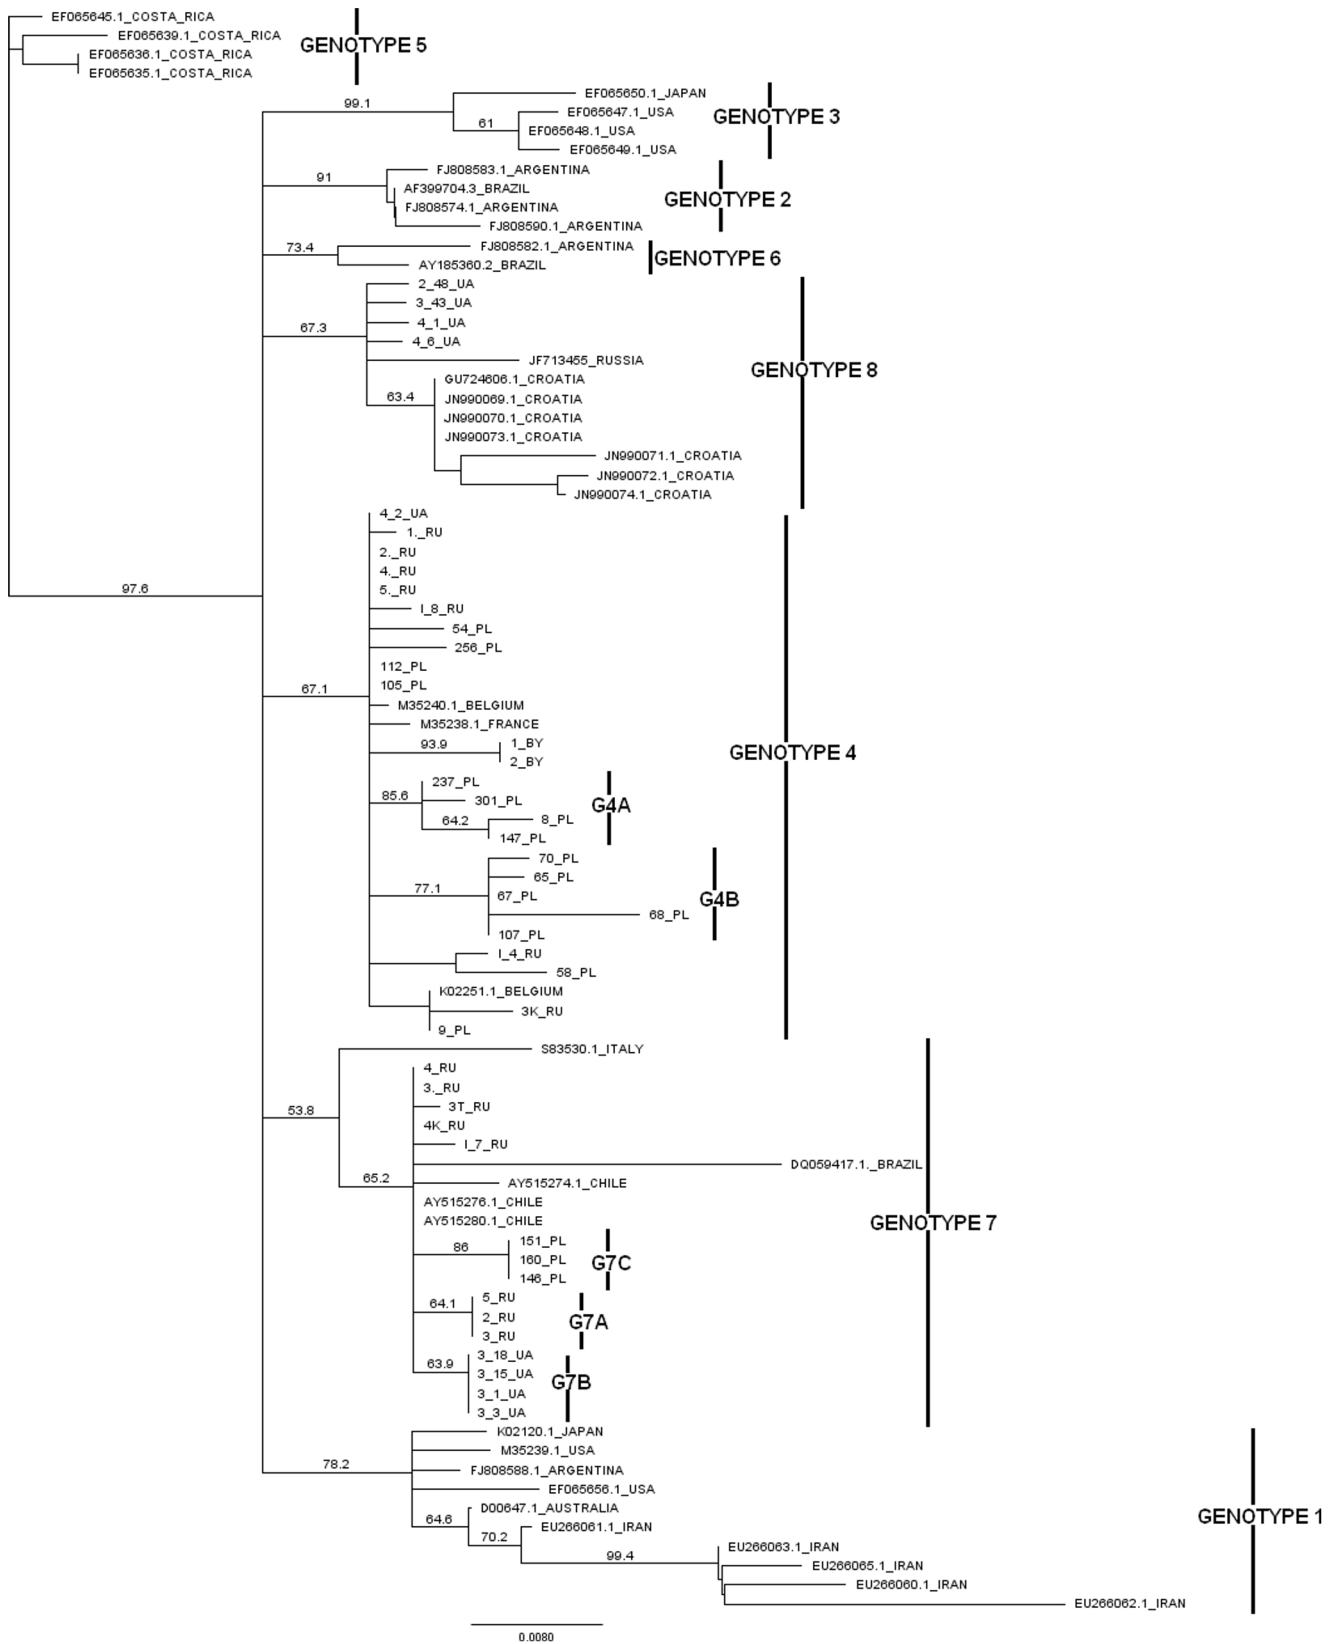 EF065645.1_COSTA_RICA
EF065639.1_COSTA_RICA
EF065636.1_COSTA_RICA
EF065635.1_COSTA_RICA
GENOTYPE 5
99.1
EF065650.1_JAPAN
EF065647.1_USA
61
EF065648.1_USA
EF065649.1_USA
GENOTYPE 3
91
FJ808583.1_ARGENTINA
AF399704.3_BRAZIL
FJ808574.1_ARGENTINA
FJ808590.1_ARGENTINA
GENOTYPE 2
73.4
FJ808582.1_ARGENTINA
AY185360.2_BRAZIL
GENOTYPE 6
2_48_UA
3_43_UA
67.3
4_1_UA
4_6_UA
JF713455_RUSSIA
GU724606.1_CROATIA
63.4
JN990069.1_CROATIA
JN990070.1_CROATIA
JN990073.1_CROATIA
JN990071.1_CROATIA
JN990072.1_CROATIA
JN990074.1_CROATIA
GENOTYPE 8
97.6
4_2_UA
1._RU
2._RU
4._RU
5._RU
I_8_RU
54_PL
256_PL
112_PL
105_PL
67.1
M35240.1_BELGIUM
M35238.1_FRANCE
93.9
1_BY
2_BY
GENOTYPE 4
237_PL
85.6
301_PL
64.2
8_PL
147_PL
G4A
70_PL
65_PL
77.1
67_PL
68_PL
107_PL
G4B
I_4_RU
58_PL
K02251.1_BELGIUM
3K_RU
9_PL
S83530.1_ITALY
53.8
4_RU
3._RU
3T_RU
4K_RU
I_7_RU
DQ059417.1._BRAZIL
65.2
AY515274.1_CHILE
AY515276.1_CHILE
AY515280.1_CHILE
GENOTYPE 7
86
151_PL
160_PL
146_PL
G7C
64.1
5_RU
2_RU
3_RU
G7A
63.9
3_18_UA
3_15_UA
3_1_UA
3_3_UA
G7B
78.2
K02120.1_JAPAN
M35239.1_USA
FJ808588.1_ARGENTINA
EF065656.1_USA
64.6
D00647.1_AUSTRALIA
70.2
EU266061.1_IRAN
99.4
EU266063.1_IRAN
EU266065.1_IRAN
EU266060.1_IRAN
EU266062.1_IRAN
GENOTYPE 1
0.0080